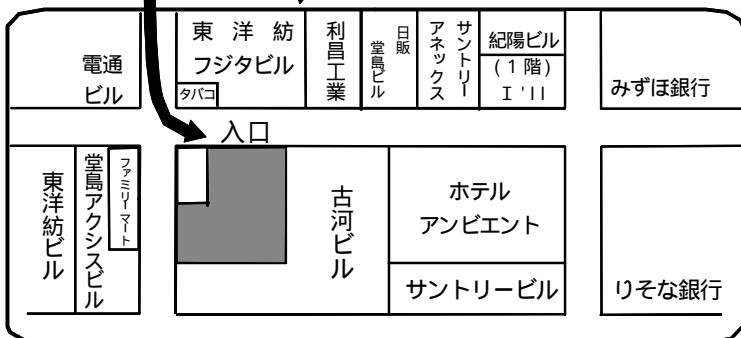 電通
ビル
東洋紡
フジタビル
タバコ
利昌工業
日販
堂島ビル
サントリー
アネックス
紀陽ビル
(1階)
I'll
みずほ銀行
入口
東洋紡ビル
堂島アクシスビル
ファミリーマート
古河ビル
ホテル
アンビエント
サントリービル
りそな銀行